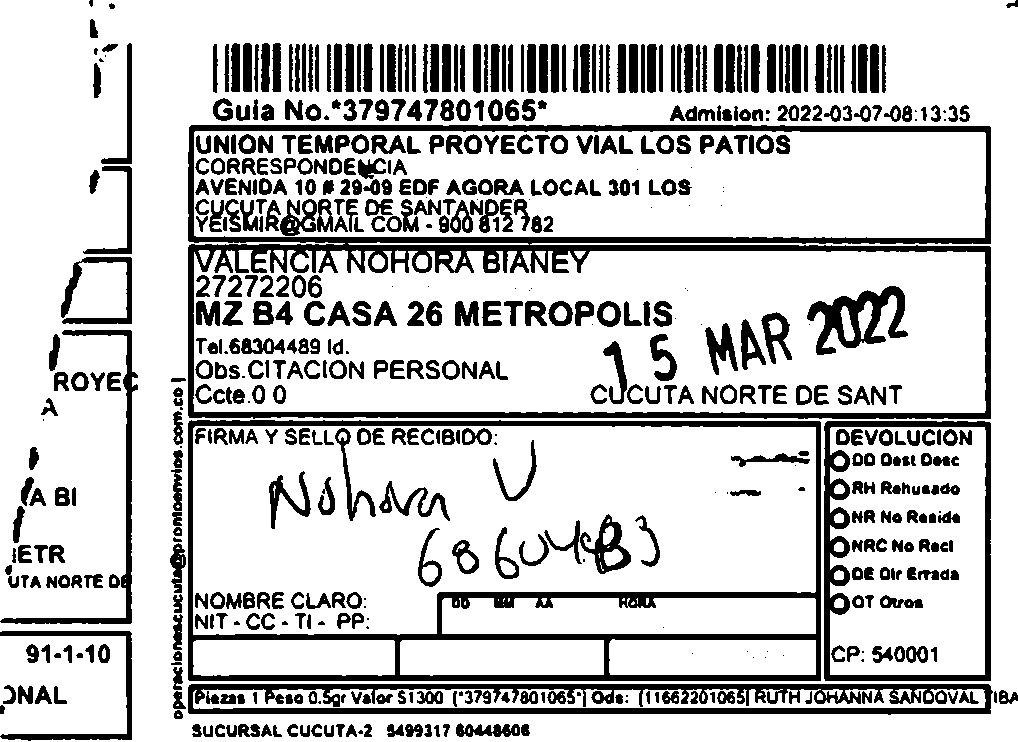 Guia No.*379747801065*
Admision: 2022-03-07-08:13:35
UNION TEMPORAL PROYECTO VIAL LOS PATIOS
CORRESPONDENCIA
AVENIDA 10 # 29-09 EDF AGORA LOCAL 301 LOS
CUCUTA NORTE DE SANTANDER
YEISMIR@GMAIL COM - 900 812 782
VALENCIA NOHORA BIANEY
27272206
MZ B4 CASA 26 METROPOLIS
Tel.68304489 Id.
15 MAR 2022
Obs.CITACION PERSONAL
Ccte.0 0
CUCUTA NORTE DE SANT
operacionescucuta@prontoenvios.com.co |
FIRMA Y SELLO DE RECIBIDO:
Nohora V
NOMBRE CLARO:
NIT - CC - TI - PP:
DD MM AA HORA
DEVOLUCION
DD Dest Desc
RH Rehusado
NR No Reside
NRC No Recl
DE Dir Errada
OT Otros
CP: 540001
Piezas 1 Peso 0.5gr Valor $1300 (*379747801065*) Ods: (11662201065) RUTH JOHANNA SANDOVAL TIBA
SUCURSAL CUCUTA-2 5499317 60448606
ROYEC
A
A BI
ETR
UTA NORTE DE
91-1-10
ONAL